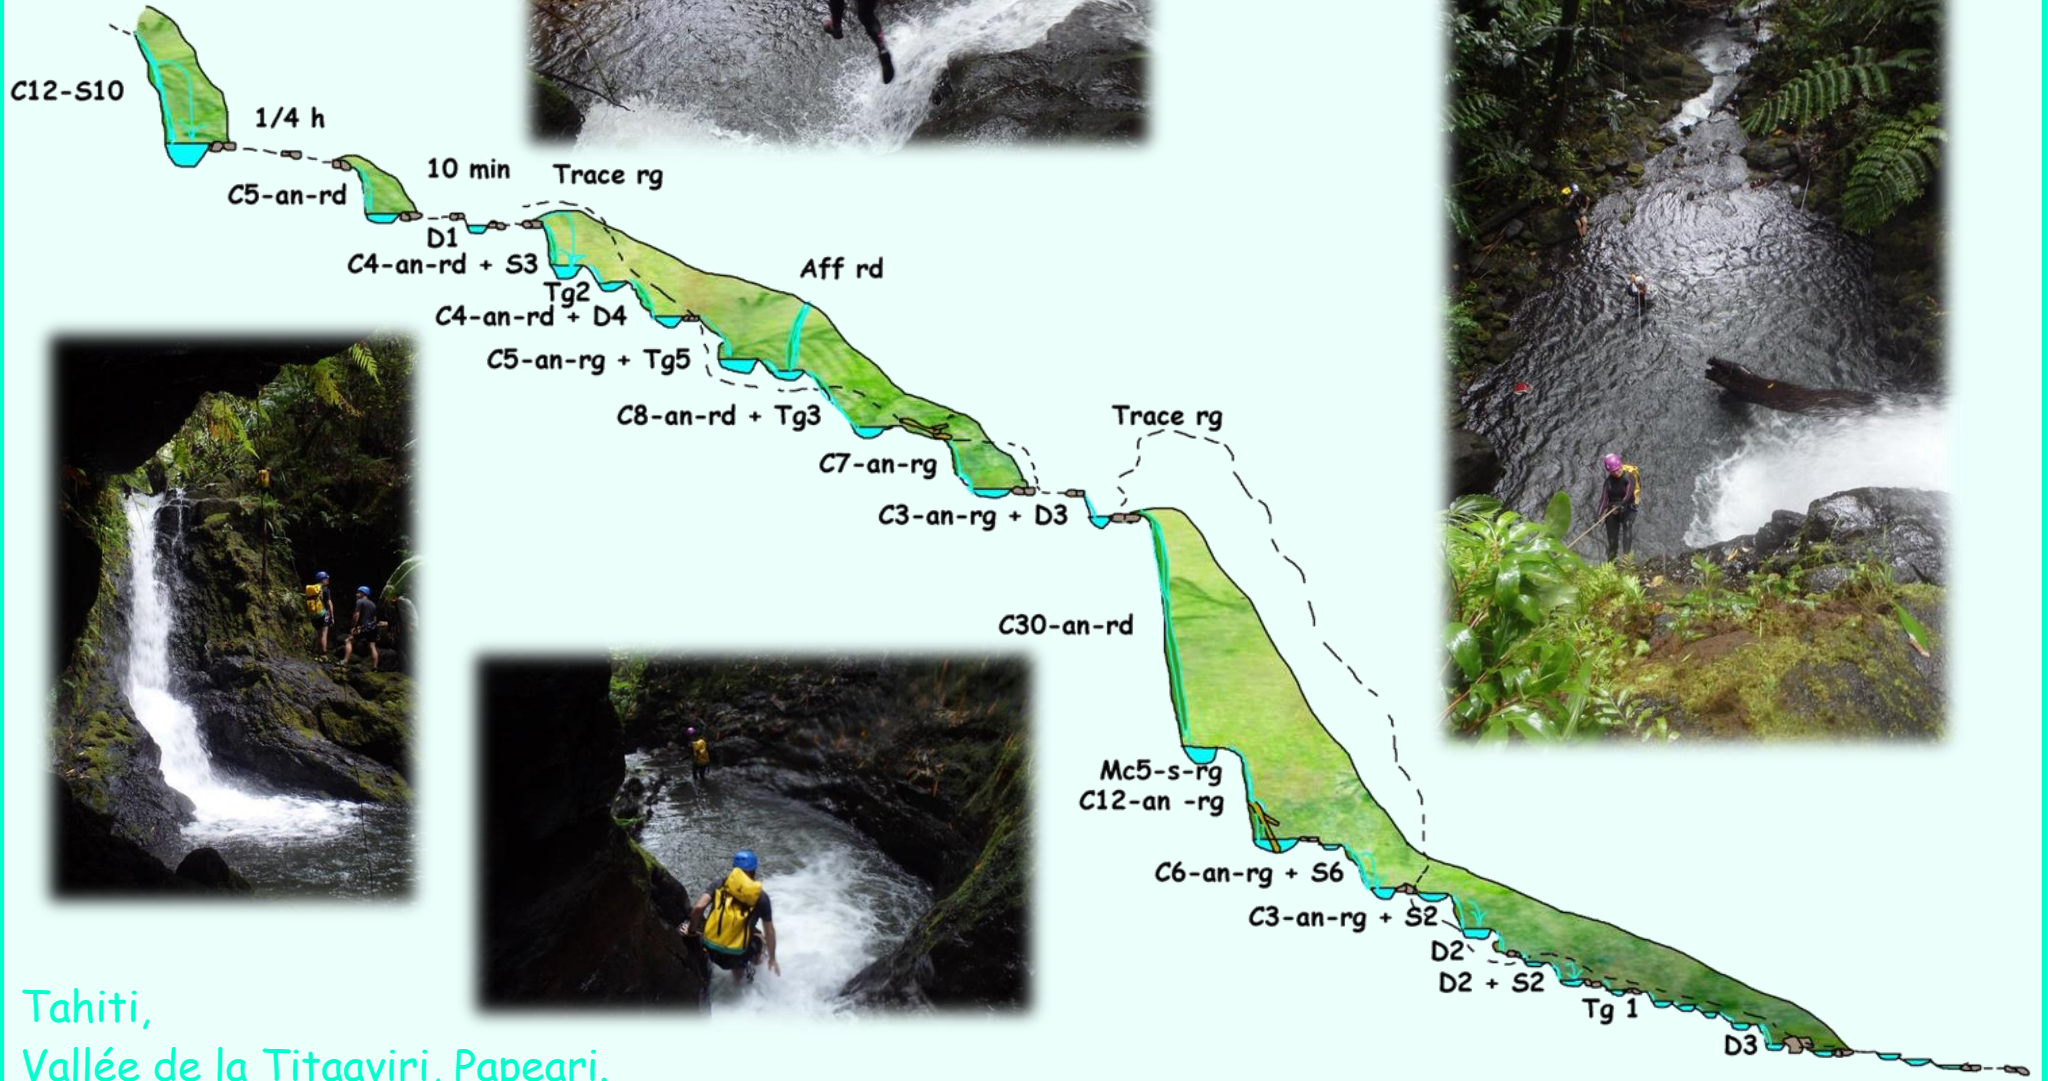 C12-S10
1/4 h
C5-an-rd
10 min
Trace rg
D1
C4-an-rd + S3
Tg2
Aff rd
C4-an-rd + D4
C5-an-rg + Tg5
C8-an-rd + Tg3
Trace rg
C7-an-rg
C3-an-rg + D3
C30-an-rd
Mc5-s-rg
C12-an -rg
C6-an-rg + S6
C3-an-rg + S2
D2
D2 + S2
Tg 1
D3
Tahiti,
Vallée de la Titaaviri, Papeari.